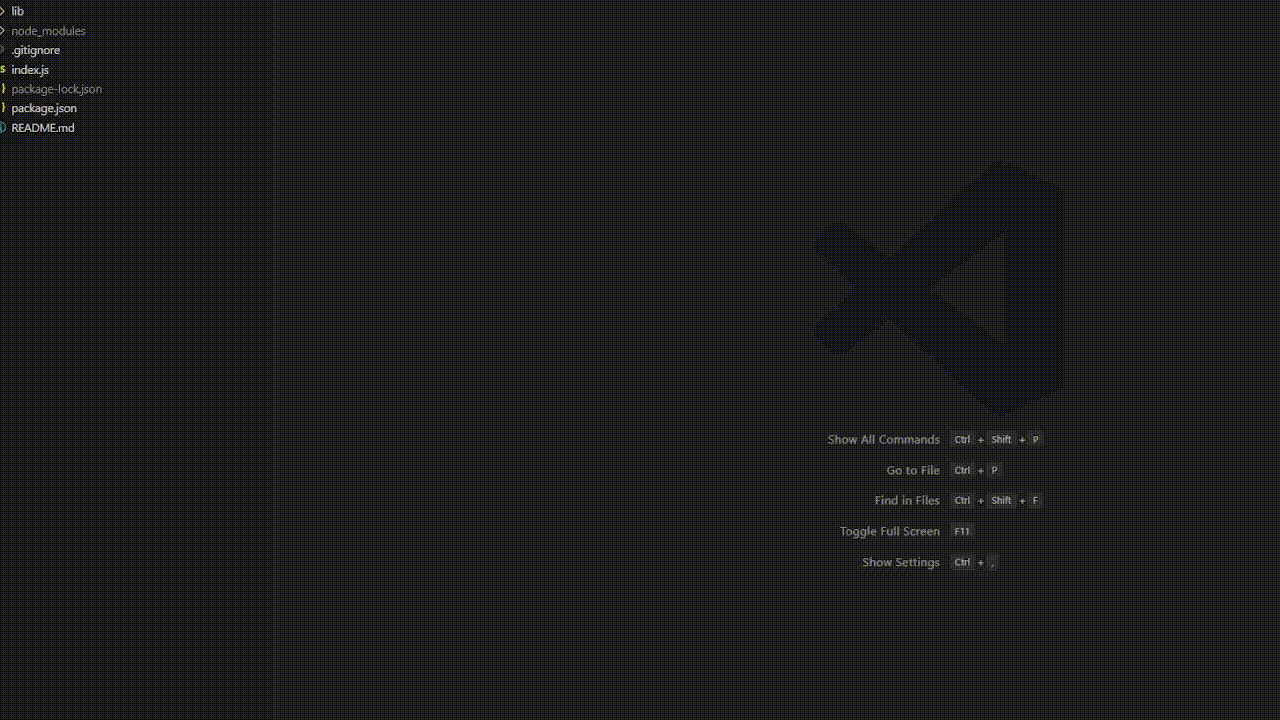 lib
node_modules
.gitignore
index.js
package-lock.json
package.json
README.md
Show All Commands Ctrl + Shift + P
Go to File Ctrl + P
Find in Files Ctrl + Shift + F
Toggle Full Screen F11
Show Settings Ctrl + ,